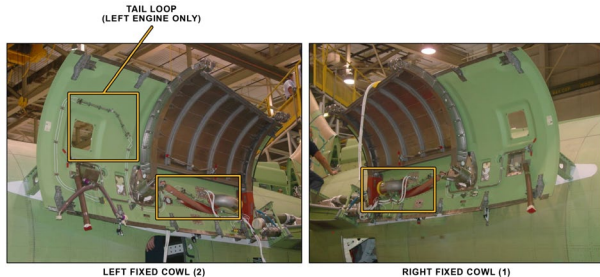 TAIL LOOP
(LEFT ENGINE ONLY)
LEFT FIXED COWL (2)
RIGHT FIXED COWL (1)